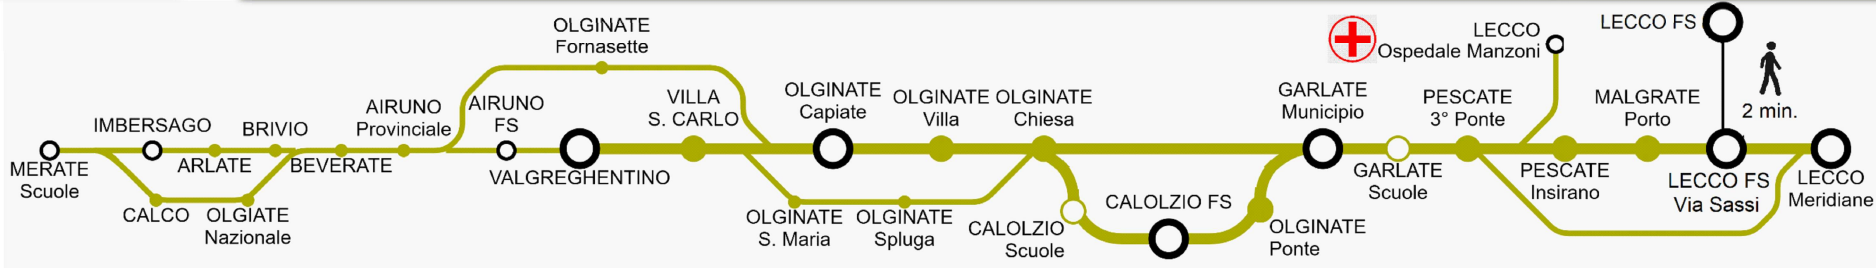 MERATE
Scuole
IMBERSAGO
ARLATE
BRIVIO
CALCO
OLGIATE
Nazionale
BEVERATE
AIRUNO
Provinciale
OLGINATE
Fornasette
AIRUNO
FS
VALGREGHENTINO
VILLA
S. CARLO
OLGINATE
S. Maria
OLGINATE
Spluga
OLGINATE
Capiate
OLGINATE
Villa
OLGINATE
Chiesa
CALOLZIO
Scuole
CALOLZIO FS
OLGINATE
Ponte
GARLATE
Municipio
GARLATE
Scuole
PESCATE
3° Ponte
LECCO
Ospedale Manzoni
PESCATE
Insirano
MALGRATE
Porto
LECCO FS
2 min.
LECCO FS
Via Sassi
LECCO
Meridiane